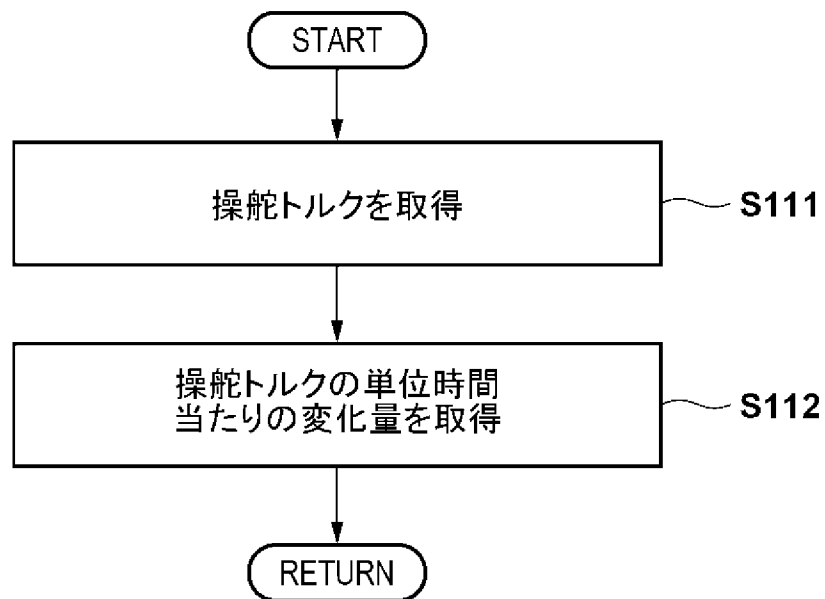 START
操舵トルクを取得
S111
操舵トルクの単位時間
当たりの変化量を取得
S112
RETURN